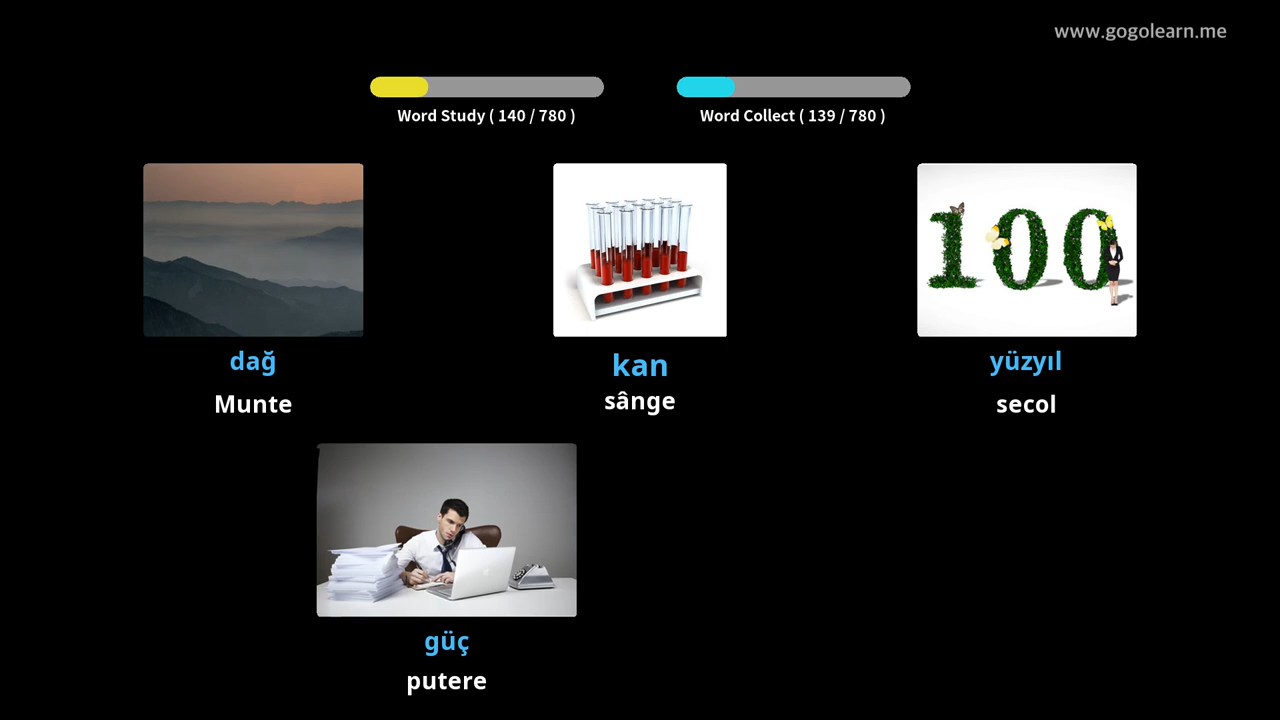 www.gogolearn.me
Word Study ( 140 / 780 )
Word Collect ( 139 / 780 )
dağ
Munte
kan
sânge
yüzyıl
secol
güç
putere